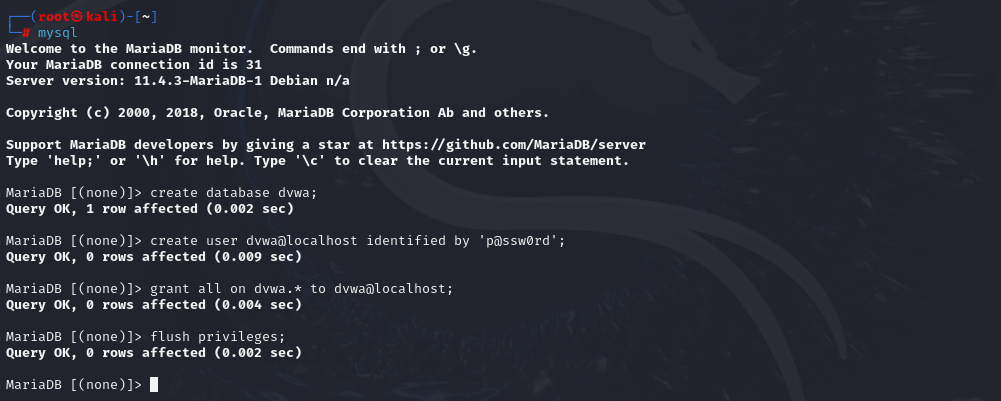 ┌──(root㉿kali)-[~]
└─# mysql
Welcome to the MariaDB monitor.  Commands end with ; or \g.
Your MariaDB connection id is 31
Server version: 11.4.3-MariaDB-1 Debian n/a
Copyright (c) 2000, 2018, Oracle, MariaDB Corporation Ab and others.
Support MariaDB developers by giving a star at https://github.com/MariaDB/server
Type 'help;' or '\h' for help. Type '\c' to clear the current input statement.
MariaDB [(none)]> create database dvwa;
Query OK, 1 row affected (0.002 sec)
MariaDB [(none)]> create user dvwa@localhost identified by 'p@ssw0rd';
Query OK, 0 rows affected (0.009 sec)
MariaDB [(none)]> grant all on dvwa.* to dvwa@localhost;
Query OK, 0 rows affected (0.004 sec)
MariaDB [(none)]> flush privileges;
Query OK, 0 rows affected (0.002 sec)
MariaDB [(none)]>